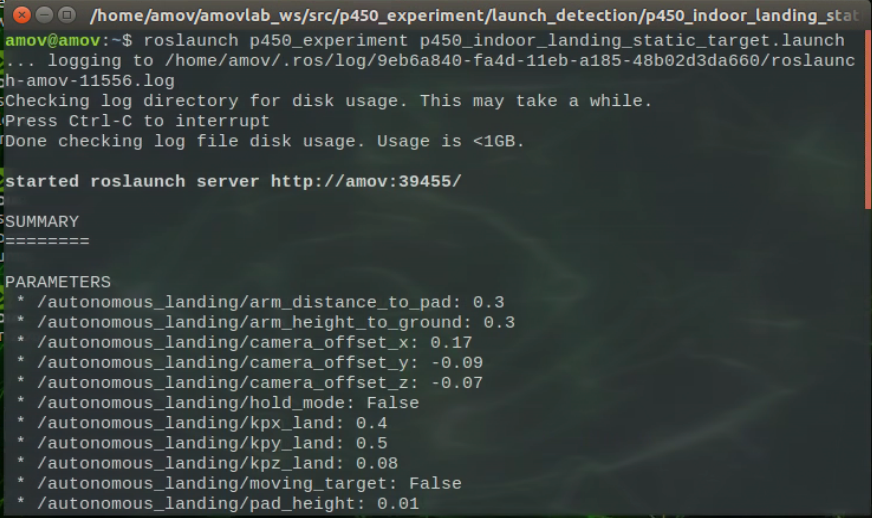 /home/amov/amovlab_ws/src/p450_experiment/launch_detection/p450_indoor_landing_stat
amov@amov:~$ roslaunch p450_experiment p450_indoor_landing_static_target.launch
... logging to /home/amov/.ros/log/9eb6a840-fa4d-11eb-a185-48b02d3da660/roslaunc
h-amov-11556.log
Checking log directory for disk usage. This may take a while.
Press Ctrl-C to interrupt
Done checking log file disk usage. Usage is <1GB.
started roslaunch server http://amov:39455/
SUMMARY
========
PARAMETERS
 * /autonomous_landing/arm_distance_to_pad: 0.3
 * /autonomous_landing/arm_height_to_ground: 0.3
 * /autonomous_landing/camera_offset_x: 0.17
 * /autonomous_landing/camera_offset_y: -0.09
 * /autonomous_landing/camera_offset_z: -0.07
 * /autonomous_landing/hold_mode: False
 * /autonomous_landing/kpx_land: 0.4
 * /autonomous_landing/kpy_land: 0.5
 * /autonomous_landing/kpz_land: 0.08
 * /autonomous_landing/moving_target: False
 * /autonomous_landing/pad_height: 0.01